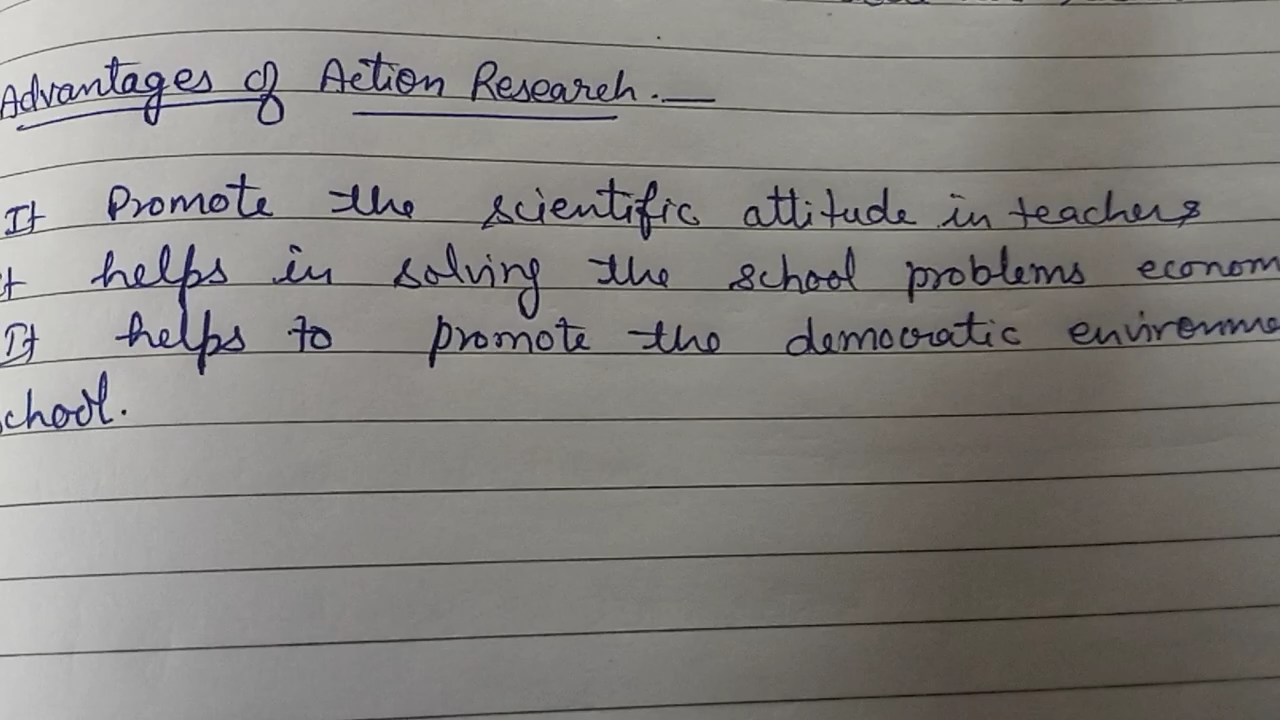 Advantages of Action Research.—
It Promote the scientific attitude in teachers
t helps in solving the school problems econom
It helps to promote the democratic environme
chool.